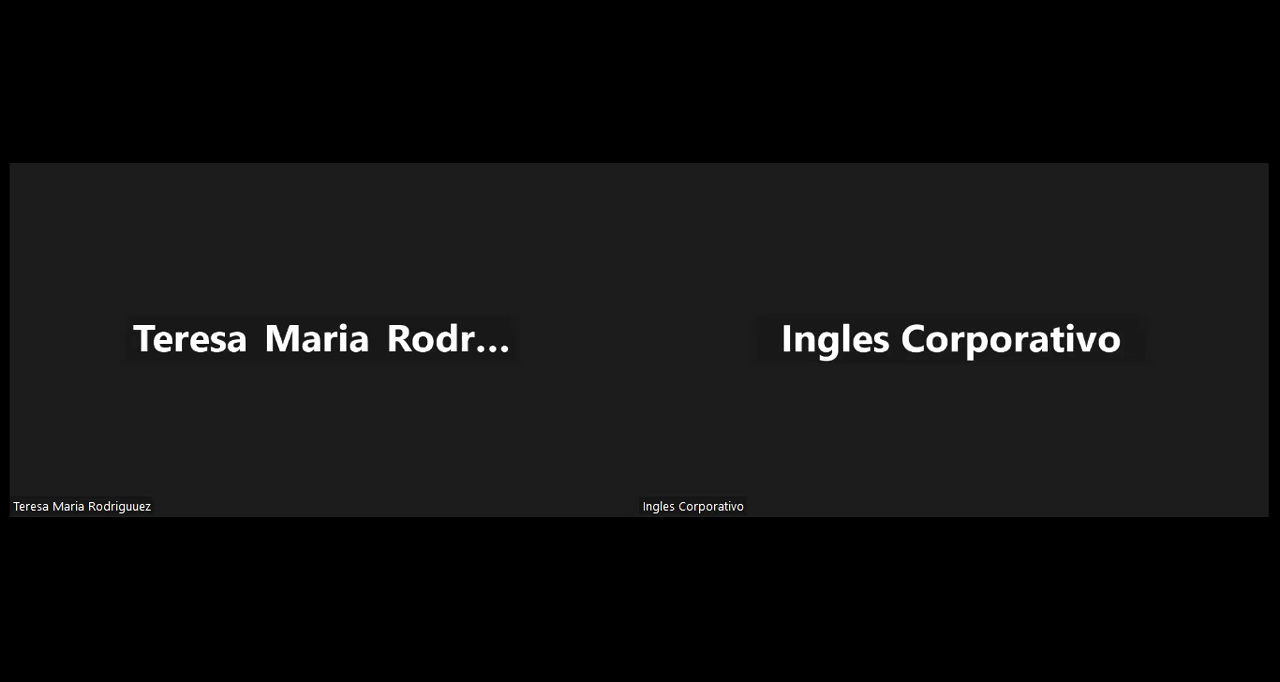 Teresa Maria Rodr...
Ingles Corporativo
Teresa Maria Rodriguuez
Ingles Corporativo